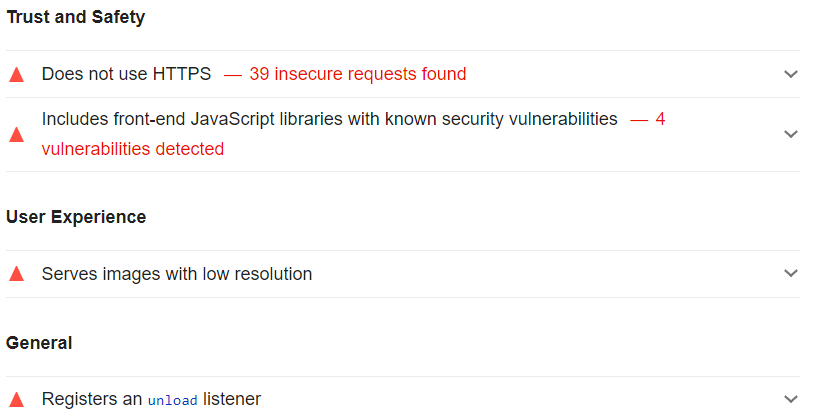 Trust and Safety
Does not use HTTPS — 39 insecure requests found
Includes front-end JavaScript libraries with known security vulnerabilities — 4
vulnerabilities detected
User Experience
Serves images with low resolution
General
Registers an unload listener